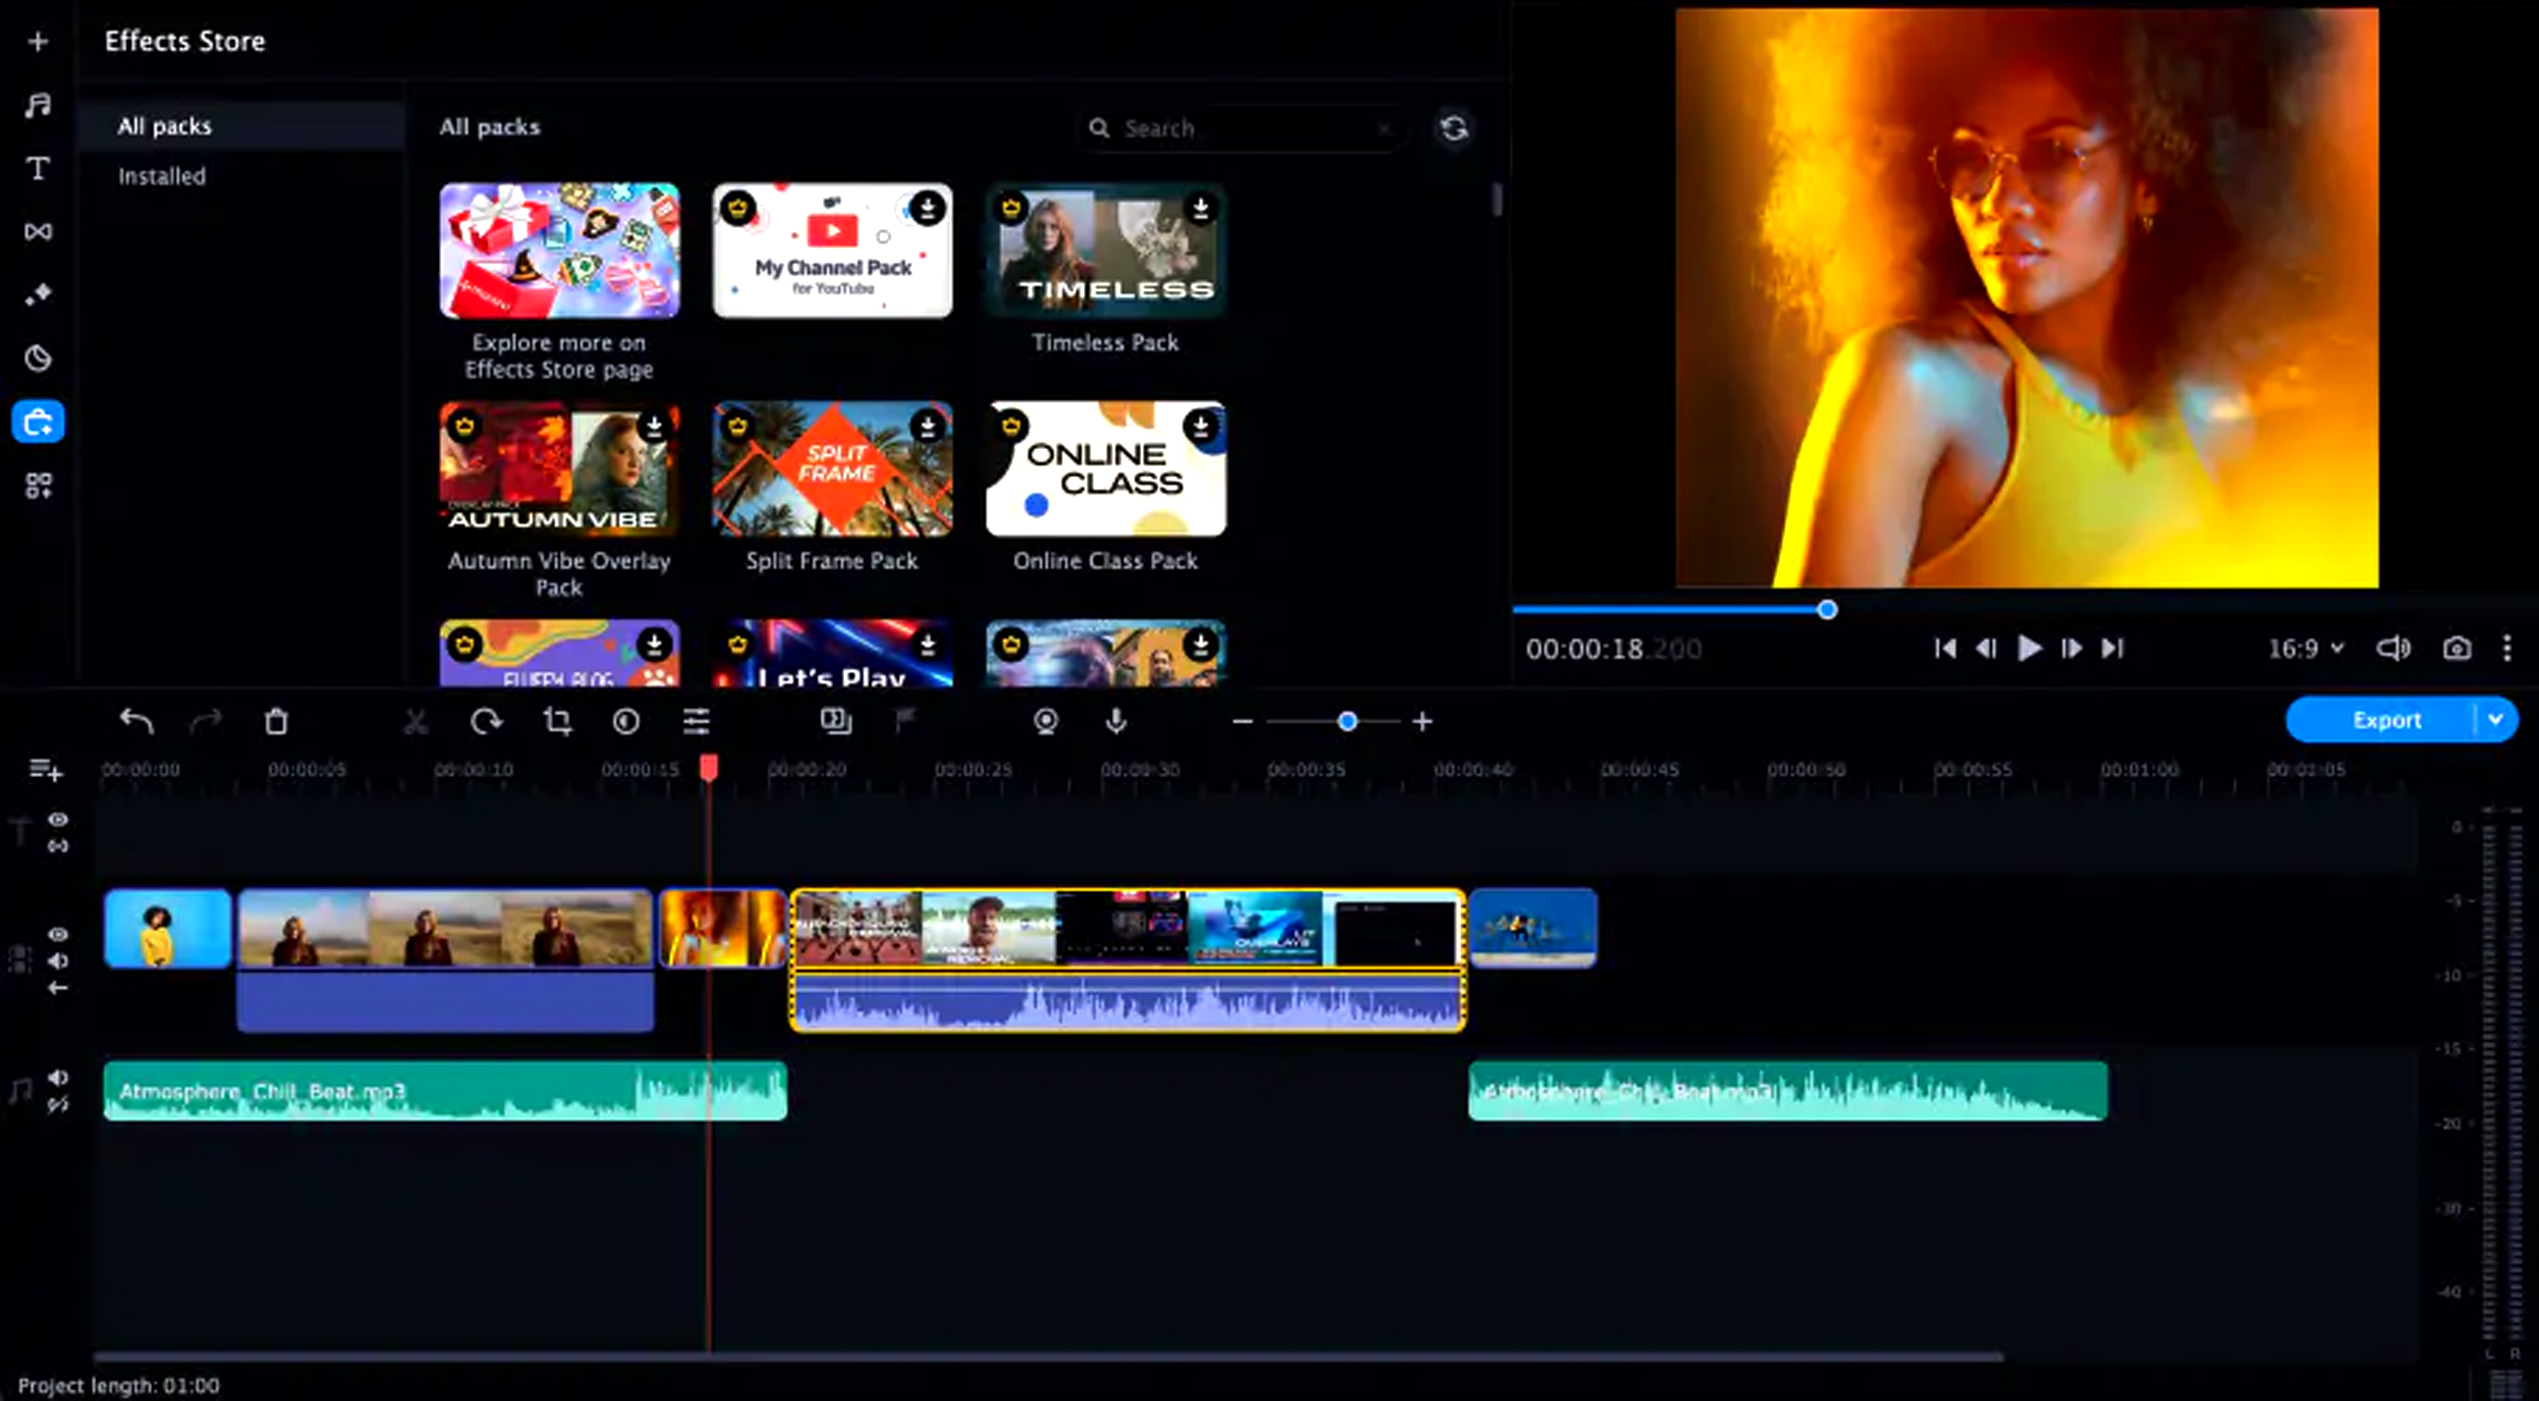 Effects Store
All packs
Installed
All packs
Search
My Channel Pack
for YouTube
TIMELESS
Explore more on
Effects Store page
Timeless Pack
AUTUMN VIBE
SPLIT
FRAME
ONLINE
CLASS
Autumn Vibe Overlay
Pack
Split Frame Pack
Online Class Pack
FLUFFY BLOG
Let's Play
00:00:18.200
16:9
Export
00:00:00
00:00:05
00:00:10
00:00:15
00:00:20
00:00:25
00:00:30
00:00:35
00:00:40
00:00:45
00:00:50
00:00:55
00:01:00
00:01:05
0
-5
-10
-15
-20
-30
-40
L R
OVERLAYS
REMOVAL
Atmosphere_Chill_Beat.mp3
Atmosphere_Chill_Beat.mp3
Project length: 01:00